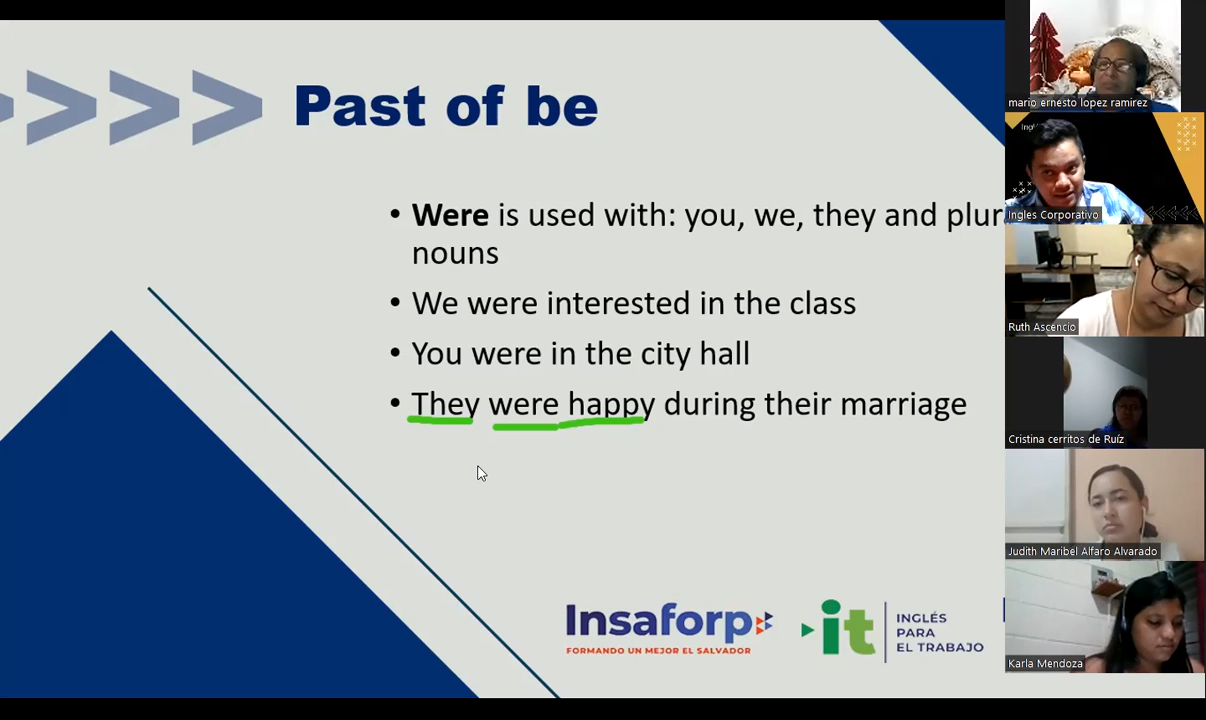 Past of be
• Were is used with: you, we, they and plur
nouns
• We were interested in the class
• You were in the city hall
• They were happy during their marriage
Insaforp
FORMANDO UN MEJOR EL SALVADOR
it
INGLÉS
PARA
EL TRABAJO
mario ernesto lopez ramirez
Ingles Corporativo
Ruth Ascencio
Cristina cerritos de Ruíz
Judith Maribel Alfaro Alvarado
Karla Mendoza